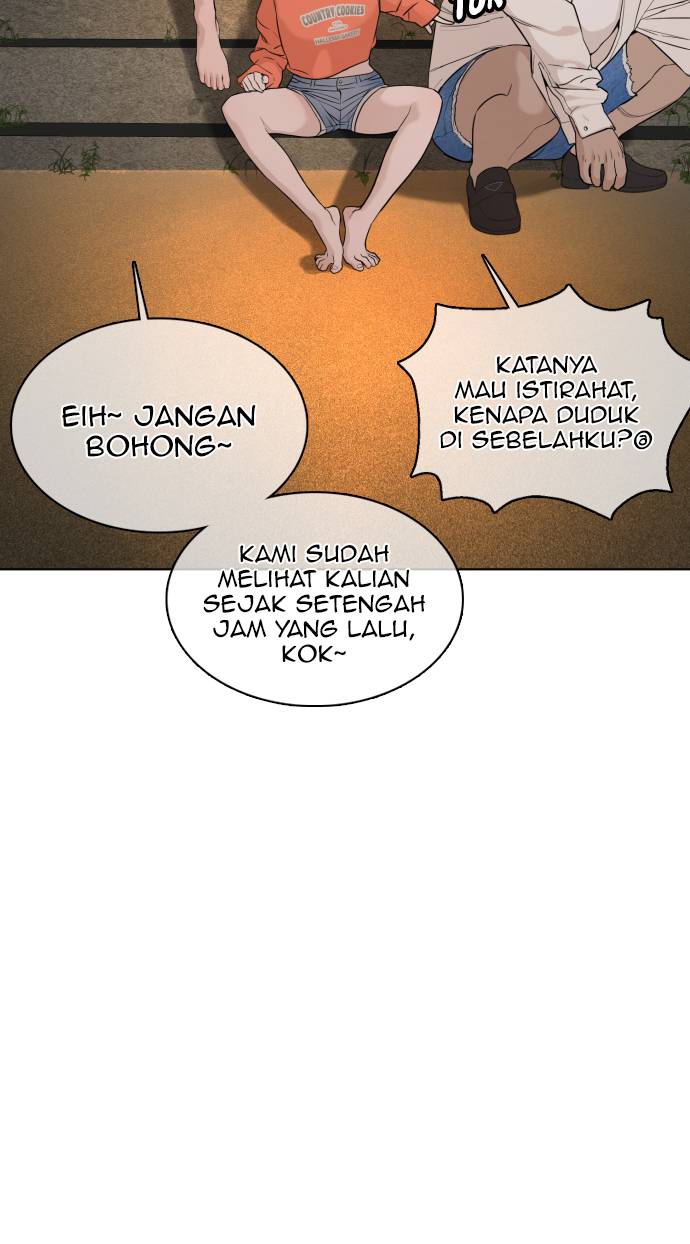 COUNTRY COOKIES
TUK
KATANYA
MAU ISTIRAHAT,
KENAPA DUDUK
DI SEBELAHKU?@
EIH~ JANGAN
BOHONG~
KAMI SUDAH
MELIHAT KALIAN
SEJAK SETENGAH
JAM YANG LALU,
KOK~